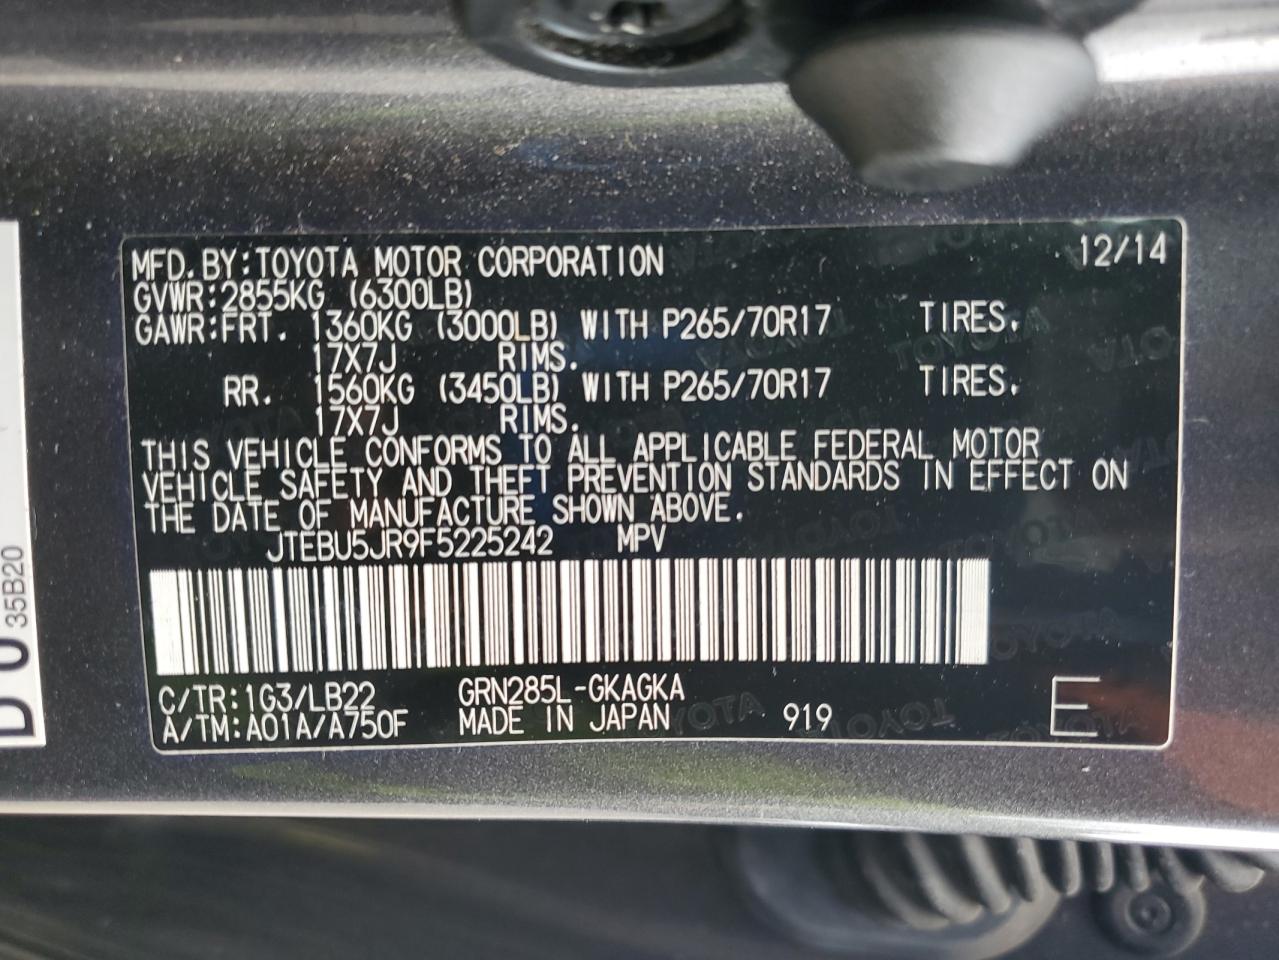 MFD. BY:TOYOTA MOTOR CORPORATION 12/14
GVWR:2855KG (6300LB)
GAWR:FRT. 1360KG (3000LB) WITH P265/70R17 TIRES.
17X7J RIMS.
RR. 1560KG (3450LB) WITH P265/70R17 TIRES.
17X7J RIMS.
THIS VEHICLE CONFORMS TO ALL APPLICABLE FEDERAL MOTOR
VEHICLE SAFETY AND THEFT PREVENTION STANDARDS IN EFFECT ON
THE DATE OF MANUFACTURE SHOWN ABOVE.
JTEBU5JR9F5225242 MPV
C/TR:1G3/LB22 GRN285L-GKAGKA
A/TM:A01A/A750F MADE IN JAPAN 919 E
35B20